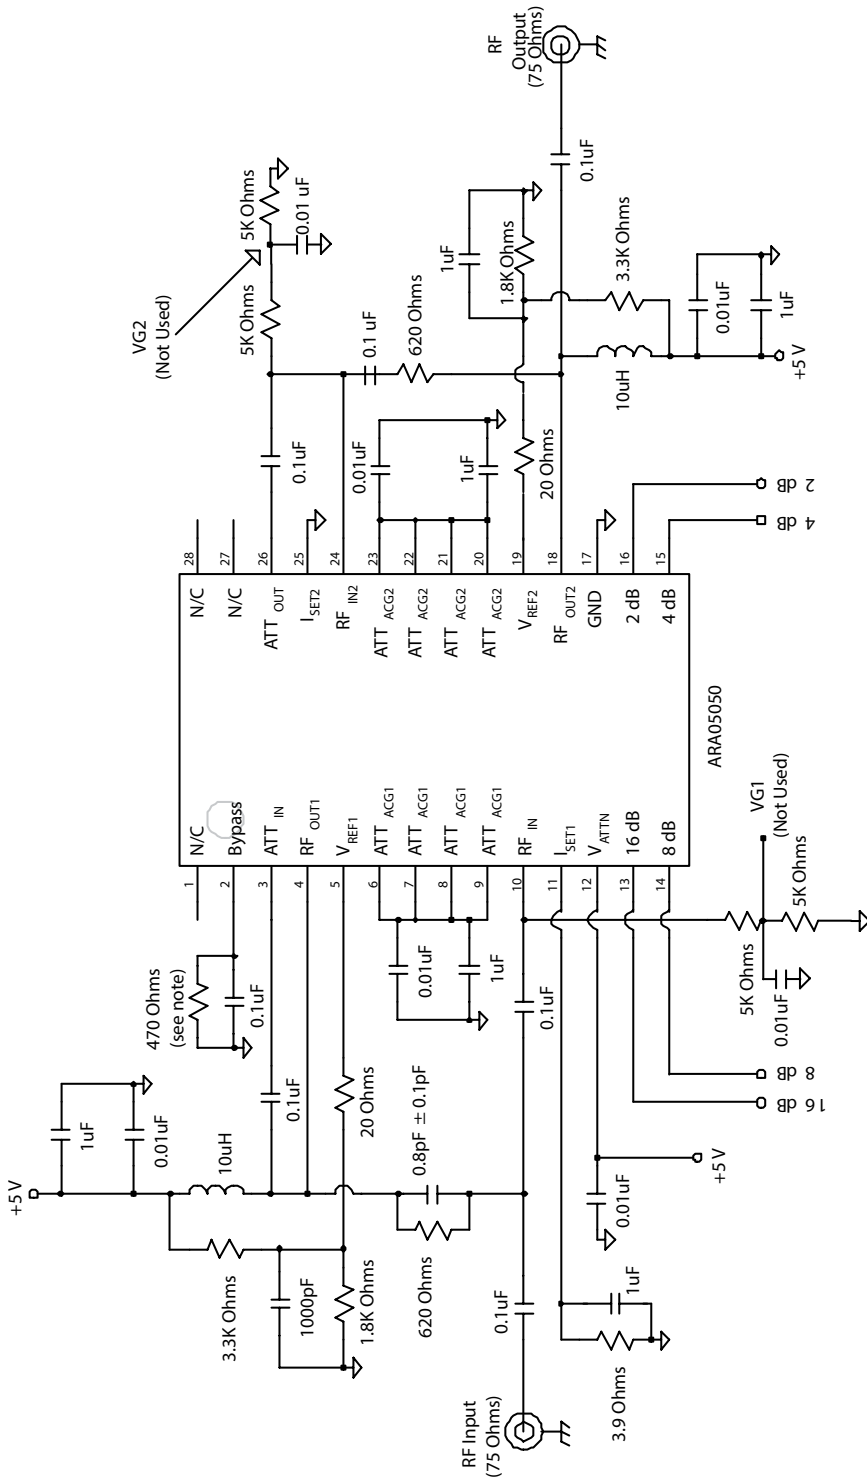 RF Input
(75 Ohms)
0.1uF
3.9 Ohms
1uF
+5 V
1uF
0.01uF
3.3K Ohms
10uH
1000pF
1.8K Ohms
620 Ohms
0.8pF ± 0.1pF
20 Ohms
0.1uF
470 Ohms
(see note)
0.1uF
0.01uF
1uF
0.1uF
0.01uF
+5 V
16 dB
8 dB
5K Ohms
0.01uF
5K Ohms
VG1
(Not Used)
1
2
3
4
5
6
7
8
9
10
11
12
13
14
N/C
Bypass
ATT IN
RF OUT1
VREF1
ATT ACG1
ATT ACG1
ATT ACG1
ATT ACG1
RF IN
ISET1
VATTN
16 dB
8 dB
ARA05050
N/C
N/C
ATT OUT
ISET2
RF IN2
ATT ACG2
ATT ACG2
ATT ACG2
ATT ACG2
VREF2
RF OUT2
GND
2 dB
4 dB
28
27
26
25
24
23
22
21
20
19
18
17
16
15
0.1uF
0.01uF
1uF
20 Ohms
2 dB
4 dB
VG2
(Not Used)
5K Ohms
5K Ohms
0.01 uF
0.1 uF
620 Ohms
1uF
1.8K Ohms
3.3K Ohms
10uH
0.01uF
1uF
+5 V
0.1uF
RF
Output
(75 Ohms)